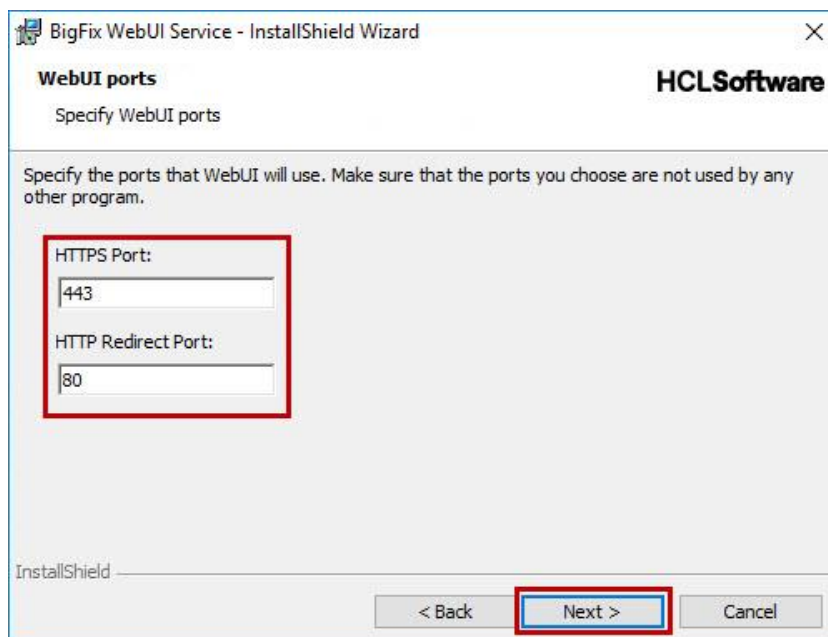 BigFix WebUI Service - InstallShield Wizard
WebUI ports
HCLSoftware
Specify WebUI ports
Specify the ports that WebUI will use. Make sure that the ports you choose are not used by any
other program.
HTTPS Port:
443
HTTP Redirect Port:
80
InstallShield
< Back
Next >
Cancel